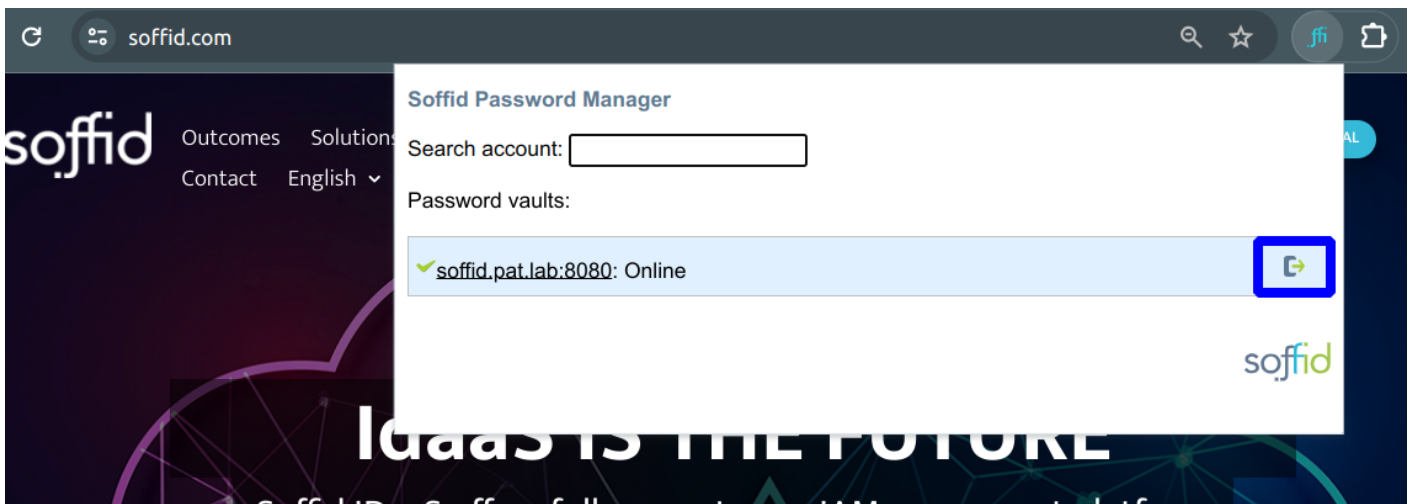 soffid.com
ffi
soffid
Outcomes Solutions
Contact English
Soffid Password Manager
Search account:
AL
Password vaults:
soffid.pat.lab:8080: Online
soffid
IdaaS IS THE FUTURE